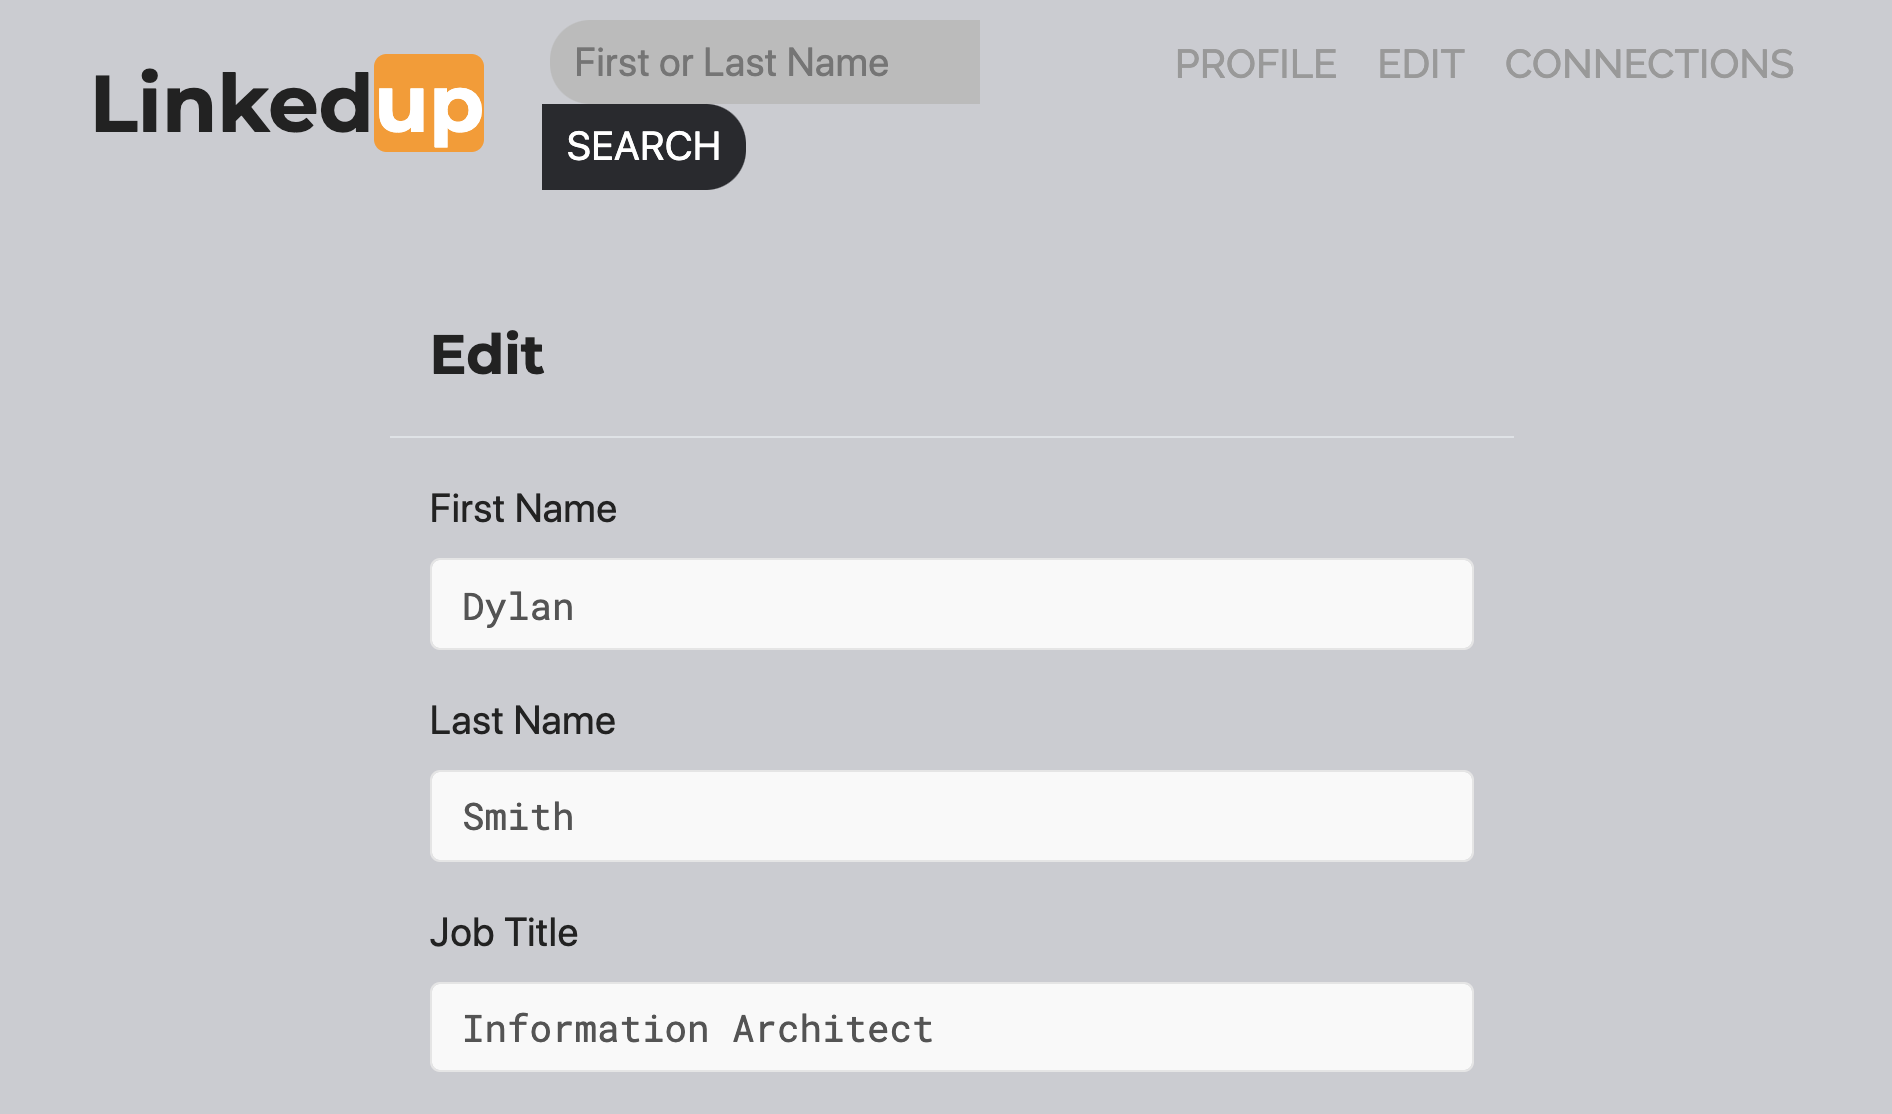 Linkedup
First or Last Name
SEARCH
PROFILE EDIT CONNECTIONS
Edit
First Name
Dylan
Last Name
Smith
Job Title
Information Architect